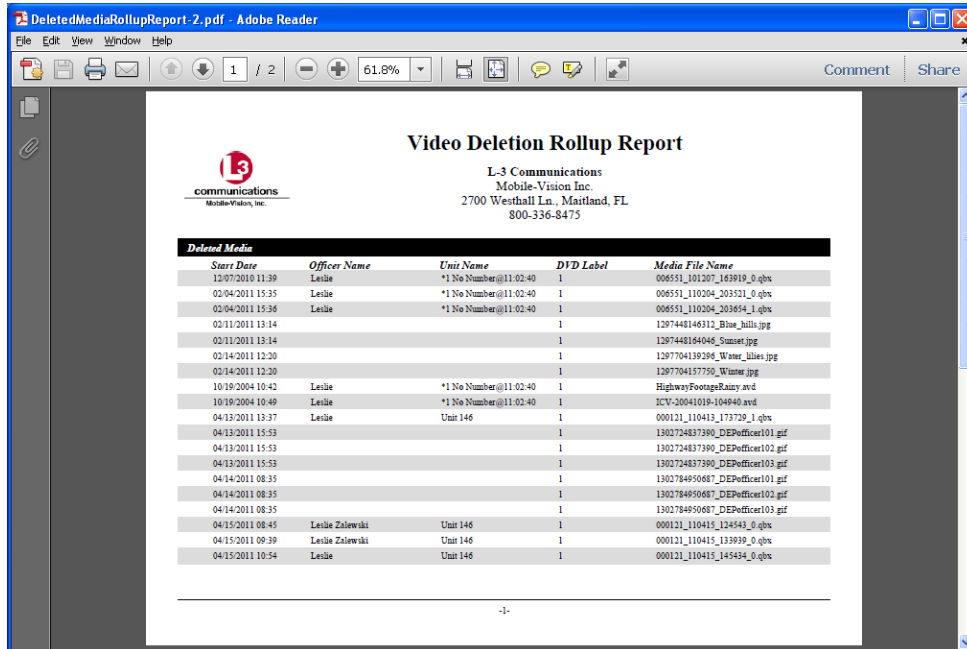 DeletedMediaRollupReport-2.pdf - Adobe Reader
File Edit View Window Help
1 / 2 61.8% Comment Share
Video Deletion Rollup Report
L3
communications
Mobile-Vision, Inc.
L-3 Communications
Mobile-Vision Inc.
2700 Westhall Ln., Maitland, FL
800-336-8475
Deleted Media
Start Date Officer Name Unit Name DVD Label Media File Name
12/07/2010 11:39 Leslie *1 No Number@11:02:40 1 006551_101207_163919_0.qbx
02/04/2011 15:35 Leslie *1 No Number@11:02:40 1 006551_110204_203521_0.qbx
02/04/2011 15:36 Leslie *1 No Number@11:02:40 1 006551_110204_203654_1.qbx
02/11/2011 13:14 1 1297448146312_Blue_hills.jpg
02/11/2011 13:14 1 1297448164046_Sunset.jpg
02/14/2011 12:20 1 1297704139296_Water_lilies.jpg
02/14/2011 12:20 1 1297704157750_Winter.jpg
10/19/2004 10:42 Leslie *1 No Number@11:02:40 1 HighwayFootageRainy.avd
10/19/2004 10:49 Leslie *1 No Number@11:02:40 1 ICV-20041019-104940.avd
04/13/2011 13:37 Leslie Unit 146 1 000121_110413_173729_1.qbx
04/13/2011 15:53 1 1302724837390_DEPofficer101.gif
04/13/2011 15:53 1 1302724837390_DEPofficer102.gif
04/13/2011 15:53 1 1302724837390_DEPofficer103.gif
04/14/2011 08:35 1 1302784950687_DEPofficer101.gif
04/14/2011 08:35 1 1302784950687_DEPofficer102.gif
04/14/2011 08:35 1 1302784950687_DEPofficer103.gif
04/15/2011 08:45 Leslie Zalewski Unit 146 1 000121_110415_124543_0.qbx
04/15/2011 09:39 Leslie Zalewski Unit 146 1 000121_110415_133939_0.qbx
04/15/2011 10:54 Leslie Unit 146 1 000121_110415_145434_0.qbx
-1-